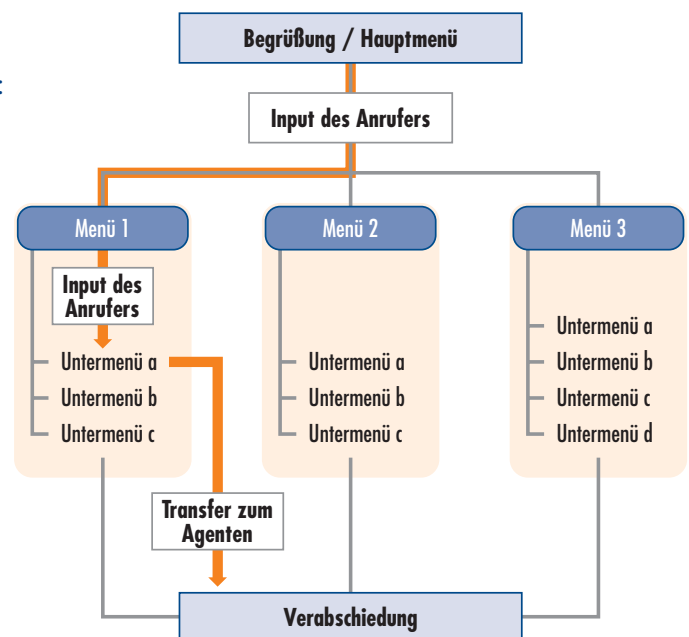 Begrüßung / Hauptmenü
:
Input des Anrufers
Menü 1
Menü 2
Menü 3
Input des
Anrufers
Untermenü a
Untermenü b
Untermenü c
Untermenü a
Untermenü b
Untermenü c
Untermenü a
Untermenü b
Untermenü c
Untermenü d
Transfer zum
Agenten
Verabschiedung